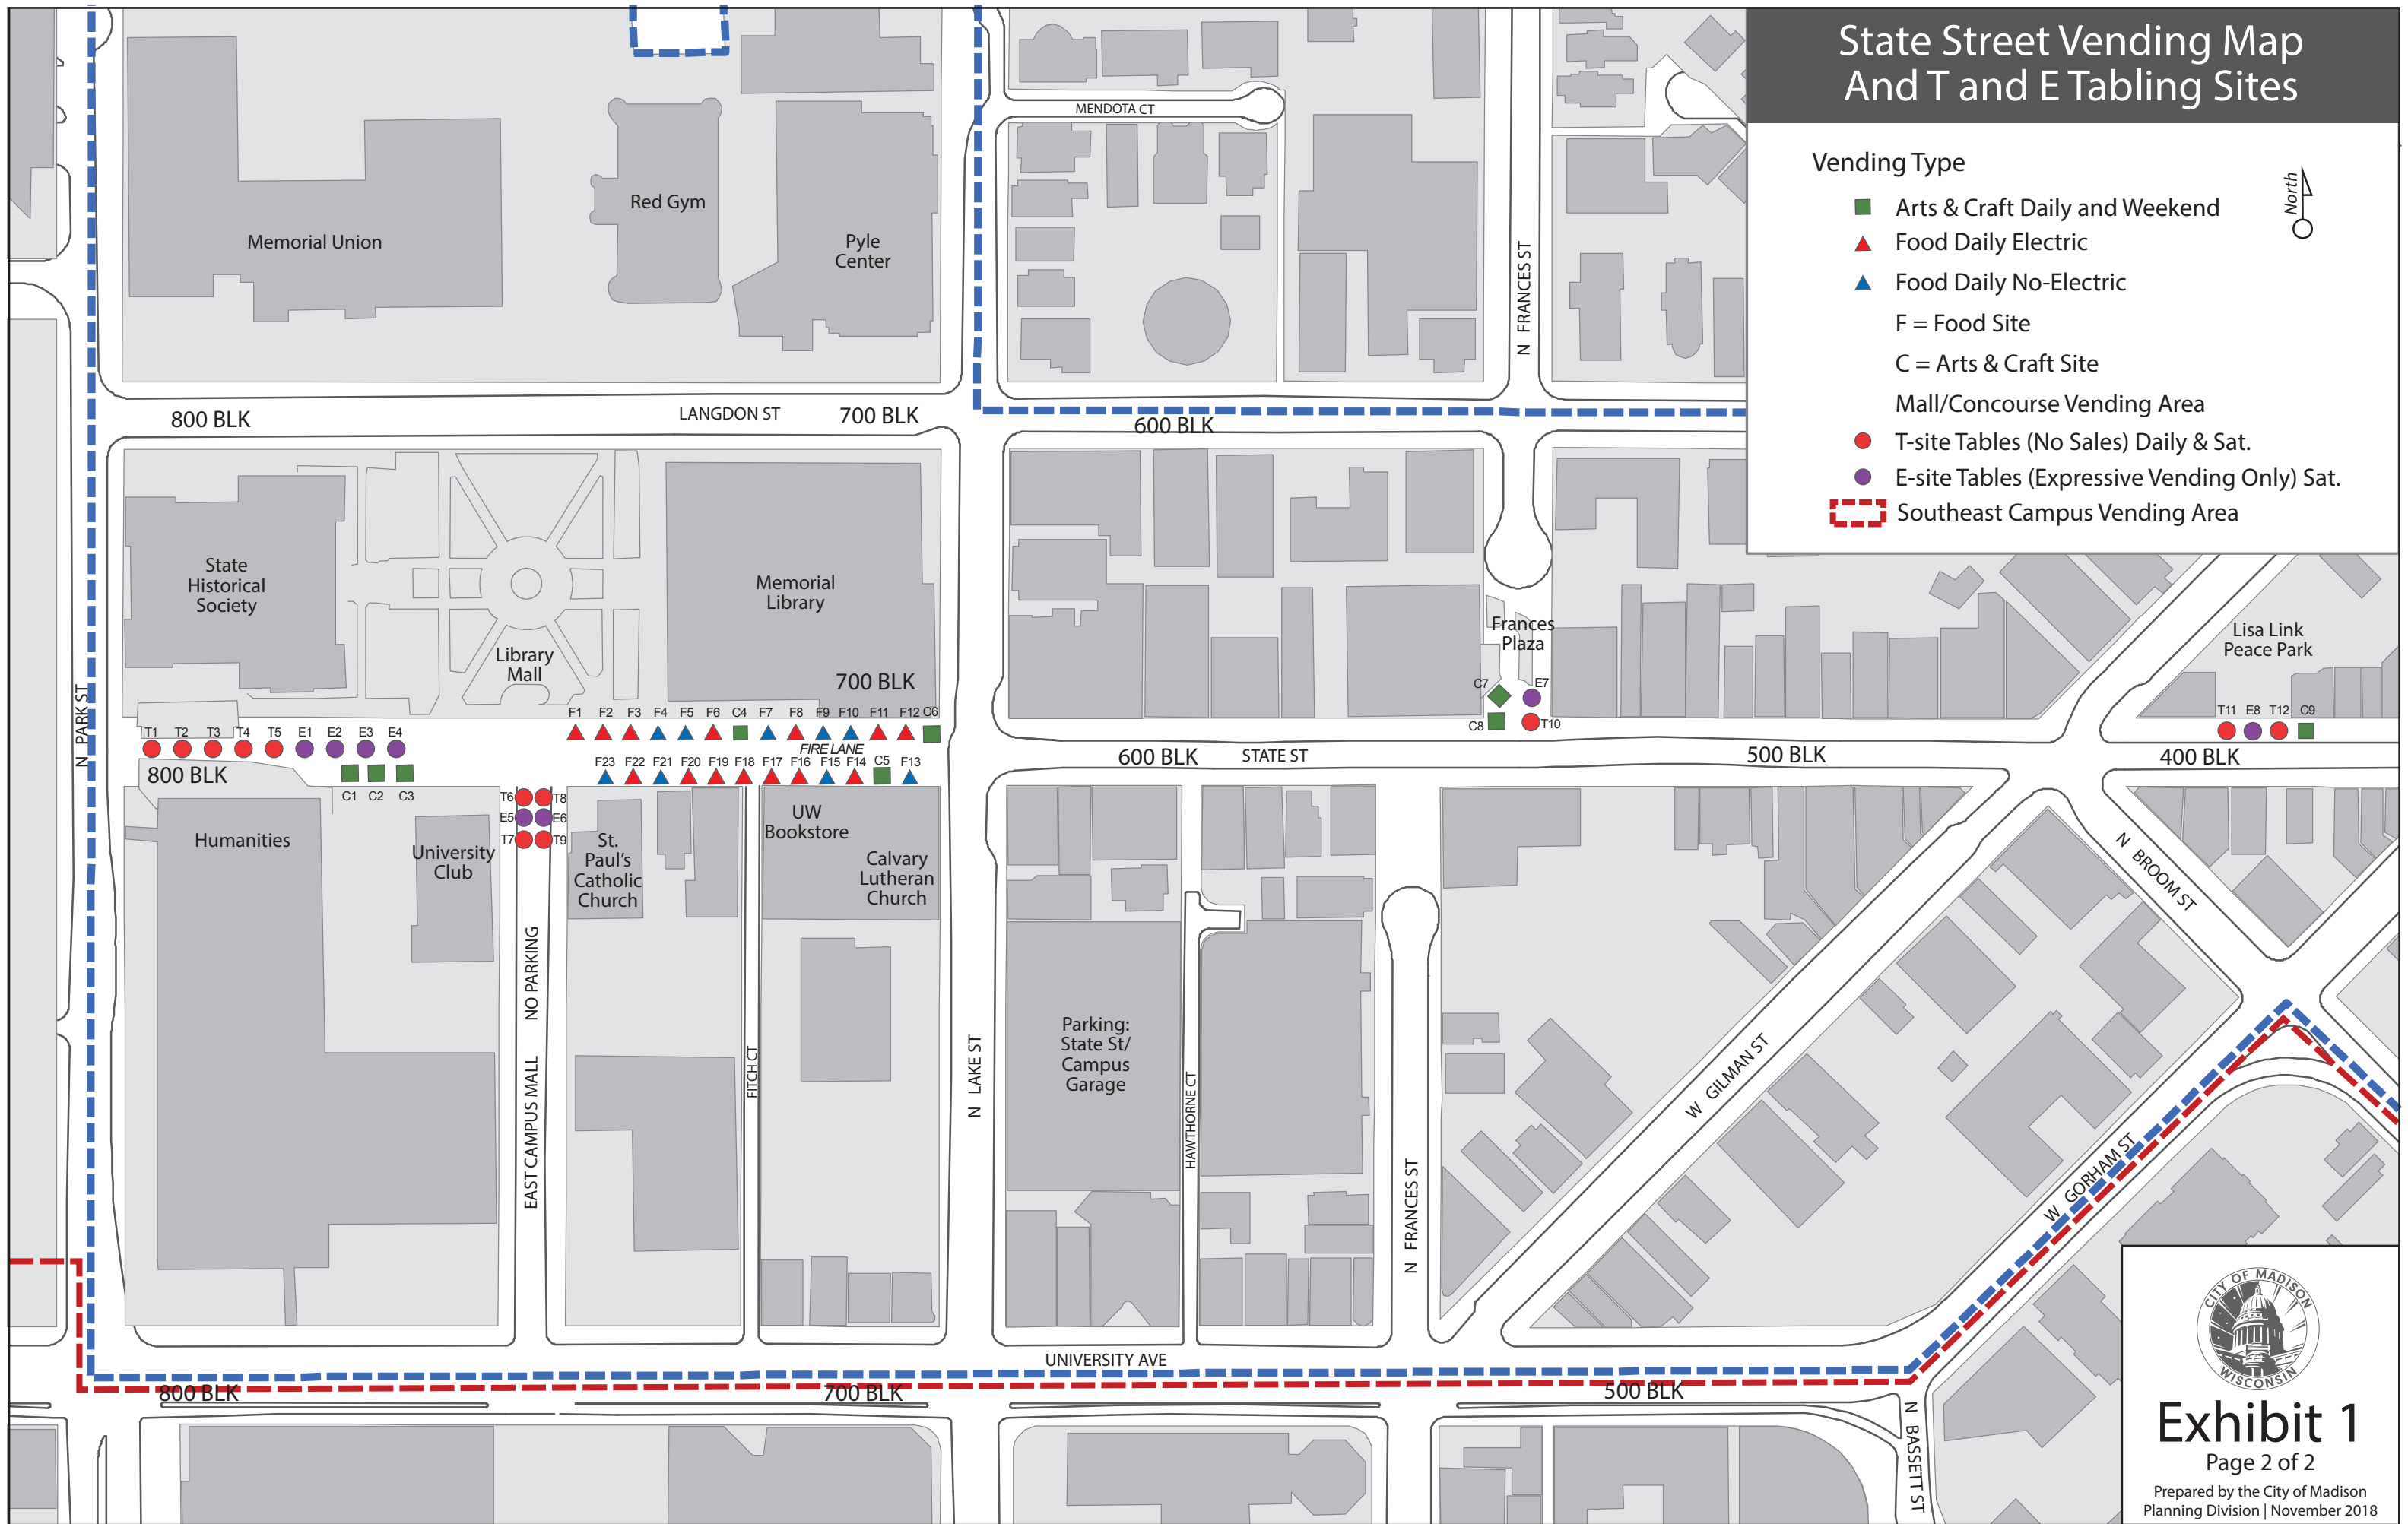 State Street Vending Map
And T and E Tabling Sites
Vending Type
North
Arts & Craft Daily and Weekend
Food Daily Electric
Food Daily No-Electric
F = Food Site
C = Arts & Craft Site
Mall/Concourse Vending Area
T-site Tables (No Sales) Daily & Sat.
E-site Tables (Expressive Vending Only) Sat.
Southeast Campus Vending Area
MENDOTA CT
Memorial Union
Red Gym
Pyle
Center
N FRANCES ST
800 BLK
LANGDON ST
700 BLK
600 BLK
State
Historical
Society
Library
Mall
Memorial
Library
700 BLK
Frances
Plaza
Lisa Link
Peace Park
N PARK ST
T1 T2 T3 T4 T5 E1 E2 E3 E4
F1 F2 F3 F4 F5 F6 C4 F7 F8 F9 F10 F11 F12 C6
C7 E7
C8 T10
T11 E8 T12 C9
FIRE LANE
800 BLK
C1 C2 C3
F23 F22 F21 F20 F19 F18 F17 F16 F15 F14 C5 F13
600 BLK
STATE ST
500 BLK
400 BLK
T6 T8
E5 E6
T7 T9
Humanities
University
Club
St.
Paul's
Catholic
Church
UW
Bookstore
Calvary
Lutheran
Church
N BROOM ST
EAST CAMPUS MALL NO PARKING
FITCH CT
N LAKE ST
Parking:
State St/
Campus
Garage
HAWTHORNE CT
N FRANCES ST
W GILMAN ST
W GORHAM ST
UNIVERSITY AVE
800 BLK
700 BLK
500 BLK
N BASSETT ST
CITY OF MADISON
WISCONSIN
Exhibit 1
Page 2 of 2
Prepared by the City of Madison
Planning Division | November 2018